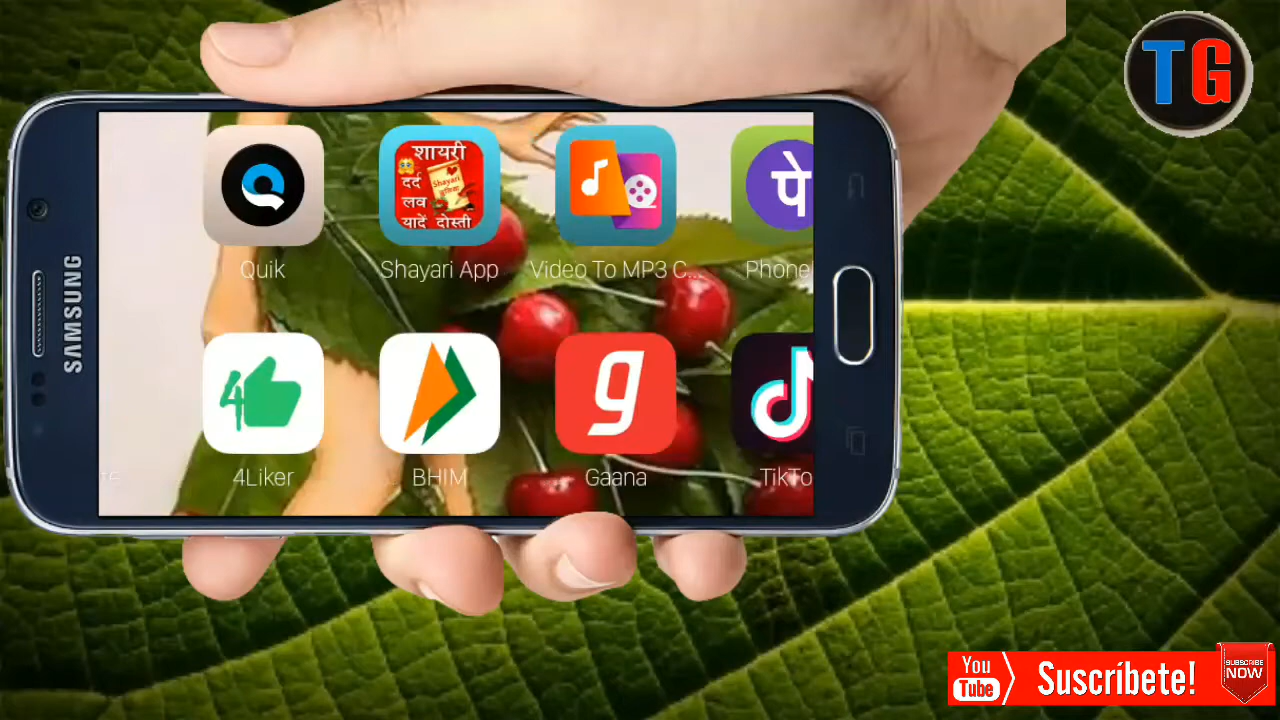 TG
SAMSUNG
शायरी
दर्द
लव
यादें दोस्ती
Shayari
पे
Quik
Shayari App
Video To MP3 C...
Phone
4
g
4Liker
BHIM
Gaana
TikTo
You
Tube
Suscríbete!
SUBSCRIBE
NOW